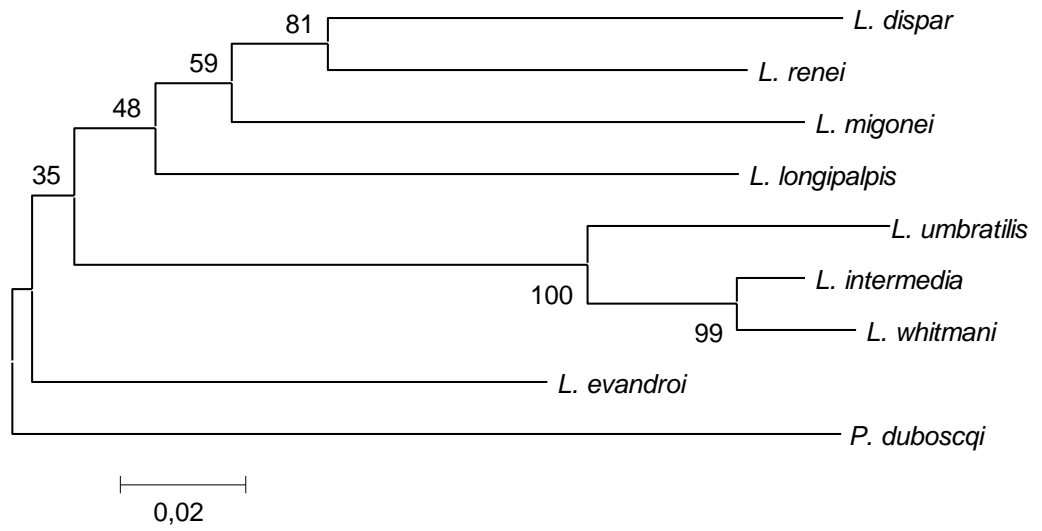 81
L. dispar
59
L. renei
48
L. migonei
35
L. longipalpis
L. umbratilis
L. intermedia
100
99
L. whitmani
L. evandroi
P. duboscqi
0,02